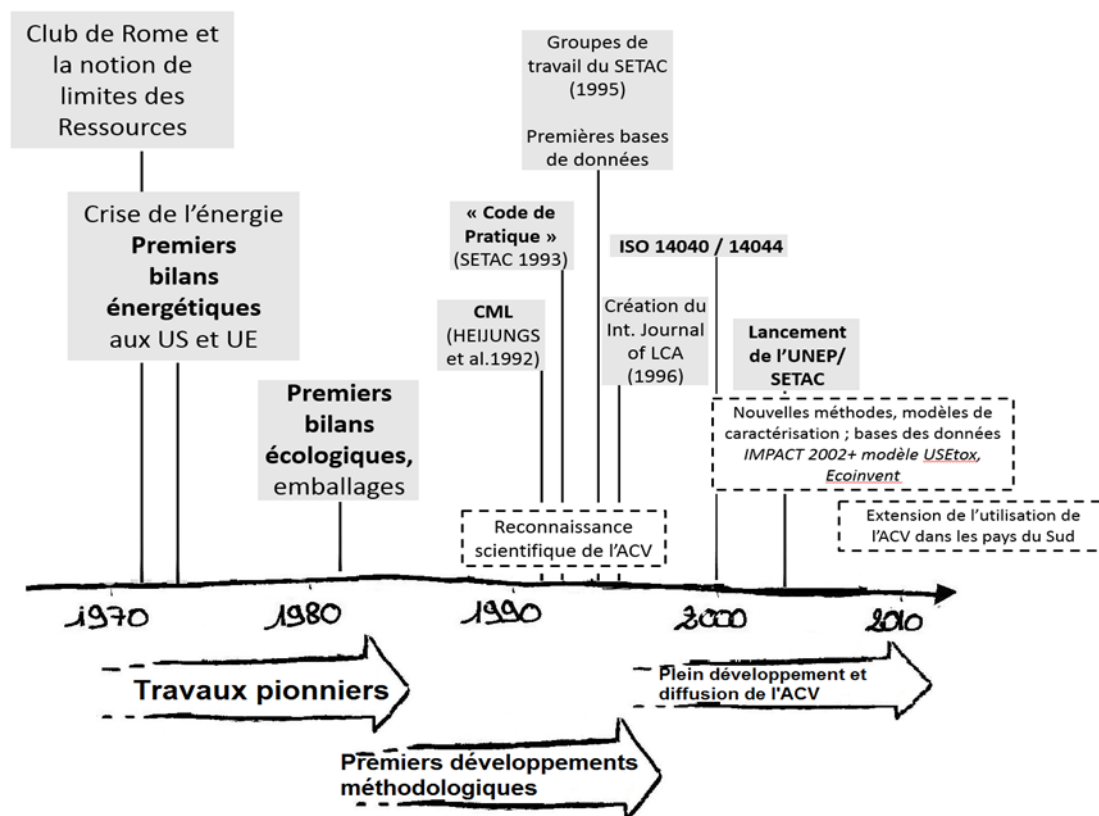 Club de Rome et
la notion de
limites des
Ressources
Crise de l'énergie
Premiers
bilans
énergétiques
aux US et UE
Premiers
bilans
écologiques,
emballages
CML
(HEIJUNGS
et al.1992)
« Code de
Pratique »
(SETAC 1993)
Groupes de
travail du SETAC
(1995)
Premières bases
de données
Création du
Int. Journal
of LCA
(1996)
ISO 14040 / 14044
Lancement
de l'UNEP/
SETAC
Reconnaissance
scientifique de l'ACV
Nouvelles méthodes, modèles de
caractérisation ; bases des données
IMPACT 2002+ modèle USEtox,
Ecoinvent
Extension de l'utilisation de
l'ACV dans les pays du Sud
1970
1980
1990
2000
2010
Travaux pionniers
Premiers développements
méthodologiques
Plein développement et
diffusion de l'ACV